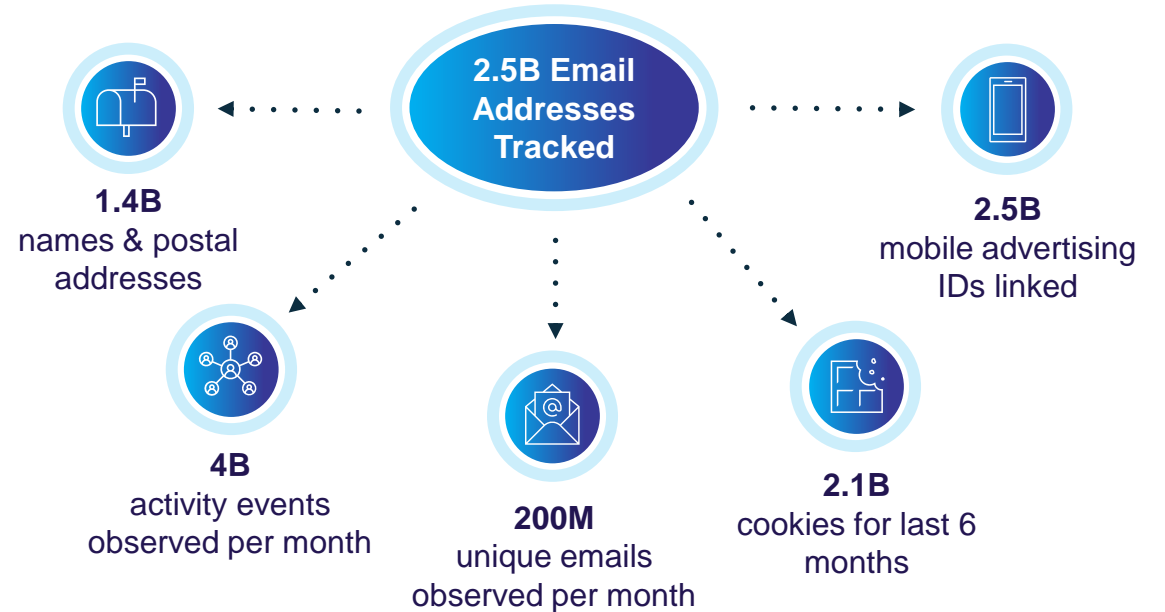 2.5B Email
Addresses
Tracked
1.4B
names & postal
addresses
2.5B
mobile advertising
IDs linked
4B
activity events
observed per month
@
200M
unique emails
observed per month
2.1B
cookies for last 6
months